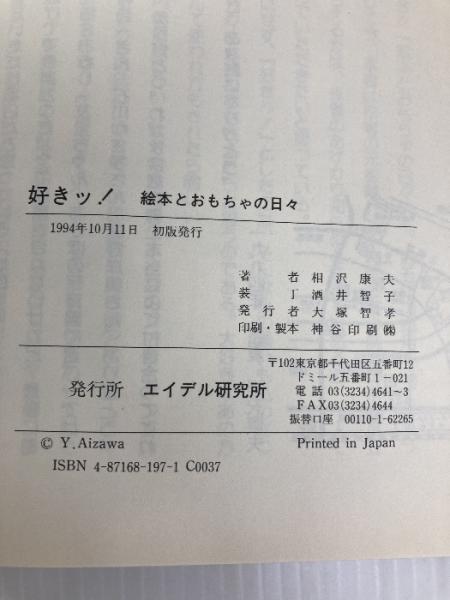 好きッ! 絵本とおもちゃの日々
1994年10月11日 初版発行
著 者 相沢康夫
装 丁 酒井智子
発行者 大塚智孝
印刷・製本 神谷印刷㈱
発行所 エイデル研究所
〒102東京都千代田区五番町12
ドミール五番町1-021
電話 03(3234)4641~3
FAX03(3234)4644
振替口座 00110-1-62265
© Y.Aizawa Printed in Japan
ISBN 4-87168-197-1 C0037